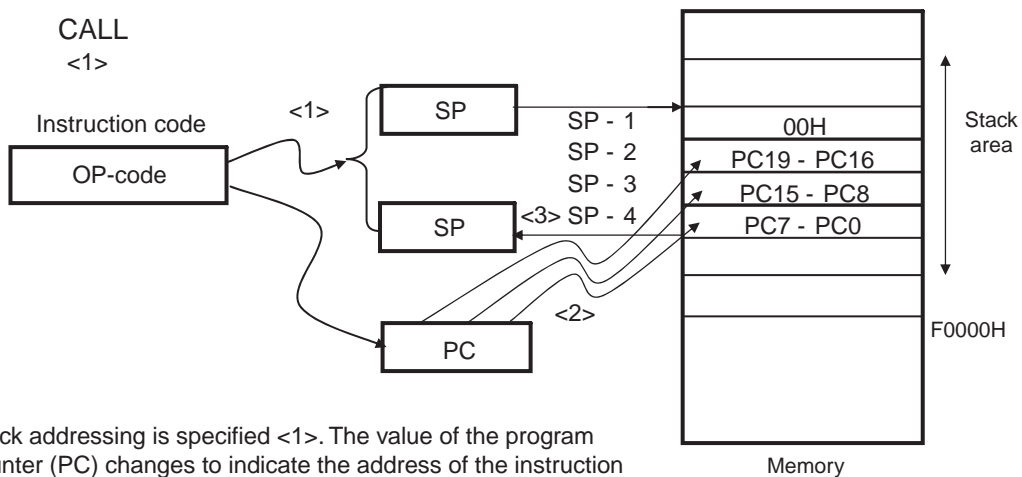 CALL
<1>
Instruction code
OP-code
<1>
SP
SP - 1
SP - 2
SP - 3
SP - 4
<3>
SP
<2>
PC
00H
PC19 - PC16
PC15 - PC8
PC7 - PC0
Stack
area
F0000H
Memory
addressing is specified <1>. The value of the program
(PC) changes to indicate the address of the instruction